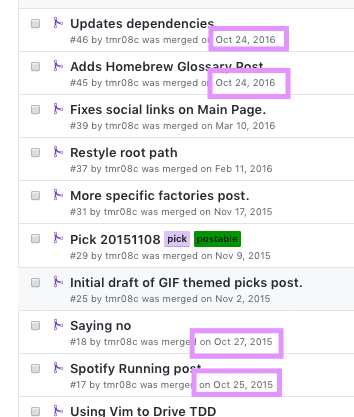 Updates dependencies
#46 by tmr08c was merged on Oct 24, 2016
Adds Homebrew Glossary Post
#45 by tmr08c was merged on Oct 24, 2016
Fixes social links on Main Page.
#39 by tmr08c was merged on Mar 10, 2016
Restyle root path
#37 by tmr08c was merged on Feb 11, 2016
More specific factories post.
#31 by tmr08c was merged on Nov 17, 2015
Pick 20151108 pick postable
#29 by tmr08c was merged on Nov 9, 2015
Initial draft of GIF themed picks post.
#25 by tmr08c was merged on Nov 2, 2015
Saying no
#18 by tmr08c was merged on Oct 27, 2015
Spotify Running post
#17 by tmr08c was merged on Oct 25, 2015
Using Vim to Drive TDD